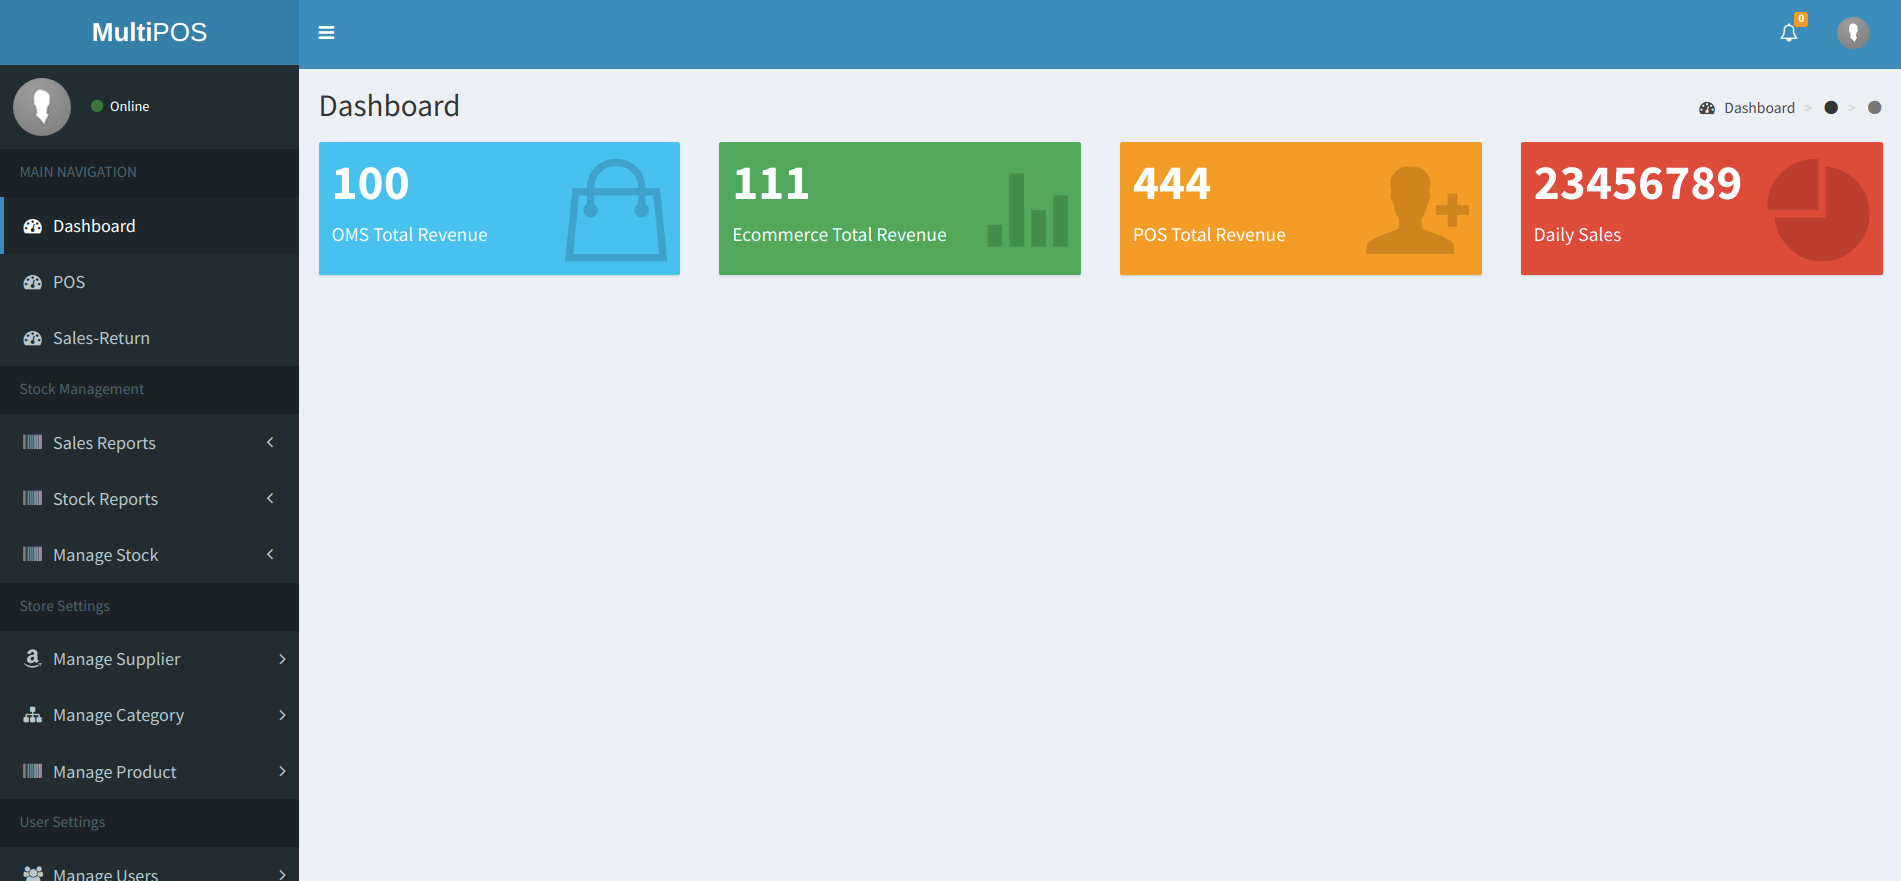 MultiPOS
0
Online
MAIN NAVIGATION
Dashboard
POS
Sales-Return
Stock Management
Sales Reports
Stock Reports
Manage Stock
Store Settings
Manage Supplier
Manage Category
Manage Product
User Settings
Manage Users
Dashboard
Dashboard > >
100
OMS Total Revenue
111
Ecommerce Total Revenue
444
POS Total Revenue
23456789
Daily Sales